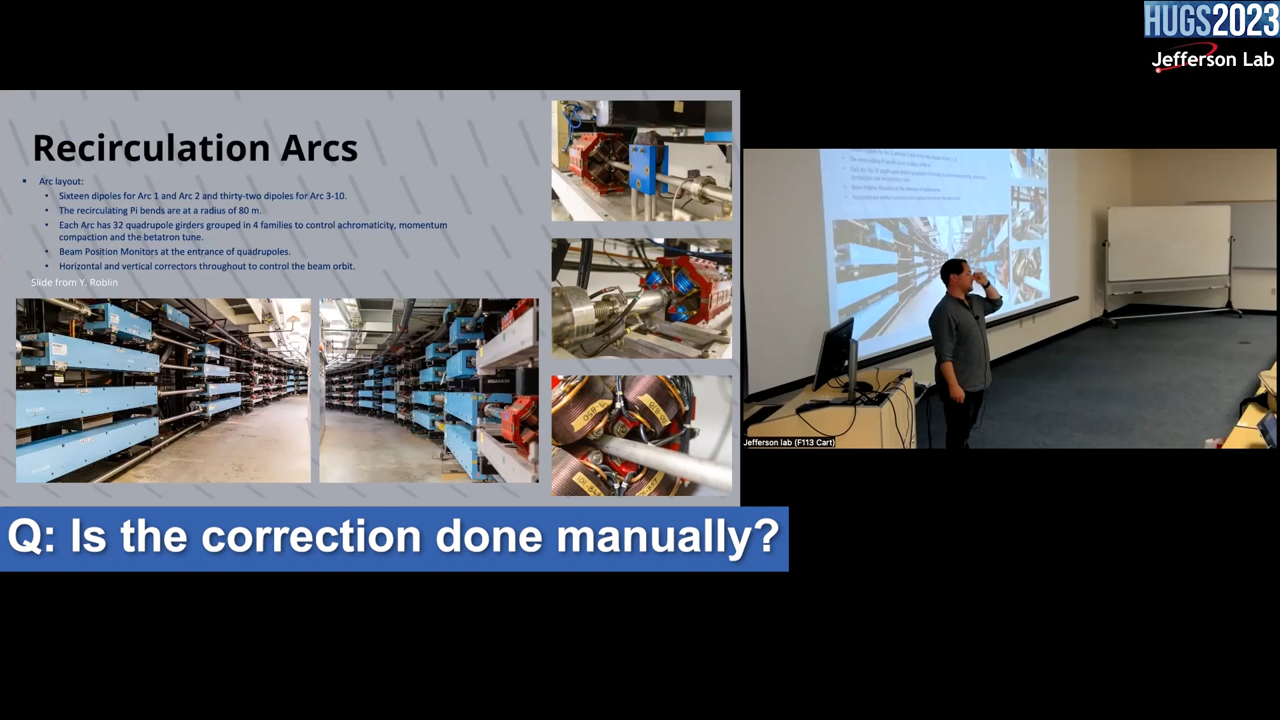 HUGS2023
Jefferson Lab
Recirculation Arcs
Arc layout:
Sixteen dipoles for Arc 1 and Arc 2 and thirty-two dipoles for Arc 3-10.
The recirculating Pi bends are at a radius of 80 m.
Each Arc has 32 quadrupole girders grouped in 4 families to control achromaticity, momentum
compaction and the betatron tune.
Beam Position Monitors at the entrance of quadrupoles.
Horizontal and vertical correctors throughout to control the beam orbit.
Slide from Y. Roblin
Jefferson lab (F113 Cart)
Q: Is the correction done manually?